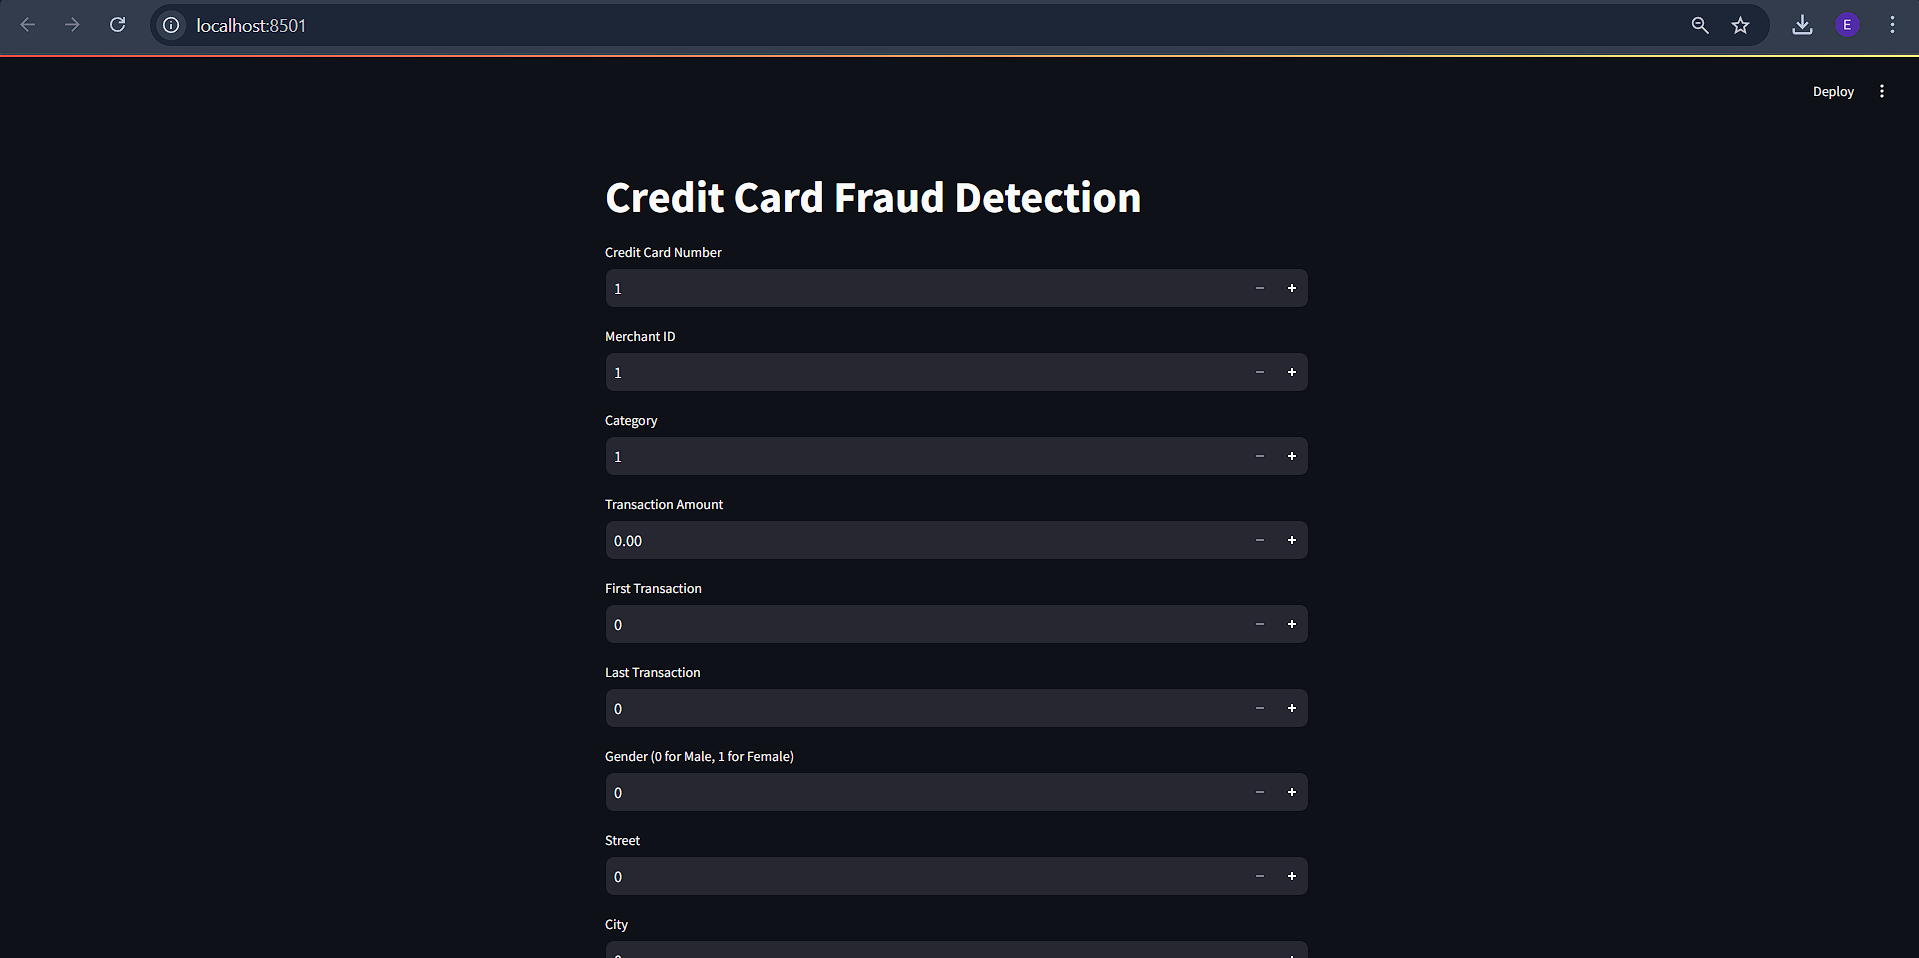 localhost:8501
E
Deploy
Credit Card Fraud Detection
Credit Card Number
1
Merchant ID
1
Category
1
Transaction Amount
0.00
First Transaction
0
Last Transaction
0
Gender (0 for Male, 1 for Female)
0
Street
0
City